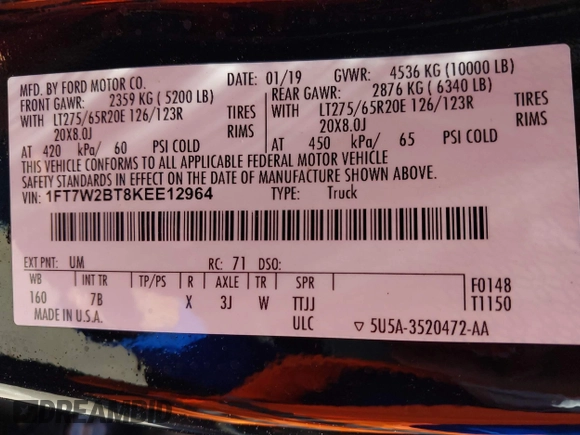 MFD. BY FORD MOTOR CO. DATE: 01/19 GVWR: 4536 KG (10000 LB)
FRONT GAWR: 2359 KG (5200 LB) REAR GAWR: 2876 KG (6340 LB)
WITH LT275/65R20E 126/123R TIRES WITH LT275/65R20E 126/123R TIRES
20X8.0J RIMS 20X8.0J RIMS
AT 420 kPa/ 60 PSI COLD AT 450 kPa/ 65 PSI COLD
THIS VEHICLE CONFORMS TO ALL APPLICABLE FEDERAL MOTOR VEHICLE
SAFETY STANDARDS IN EFFECT ON THE DATE OF MANUFACTURE SHOWN ABOVE.
VIN: 1FT7W2BT8KEE12964 TYPE: Truck
EXT PNT: UM RC: 71 DSO:
WB INT TR TP/PS R AXLE TR SPR F0148
160 7B X 3J W TTJJ T1150
MADE IN U.S.A. ULC ▽ 5U5A-3520472-AA
DREAMBID